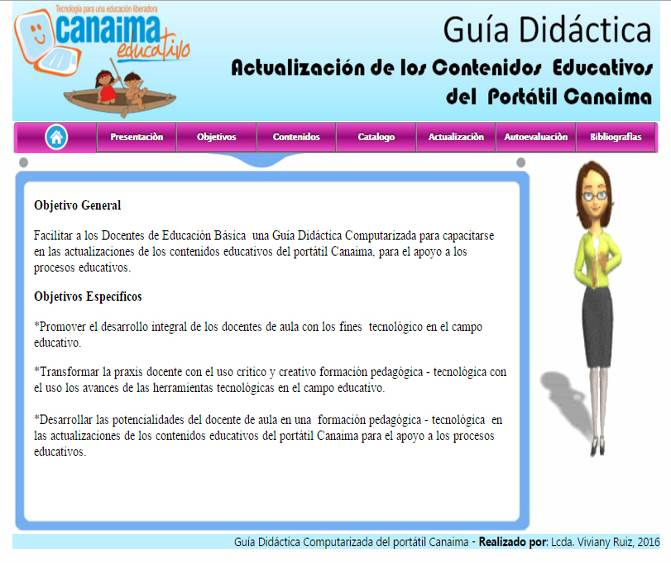 Tecnología para una educación liberadora
canaima
educativo
Guía Didáctica
Actualización de los Contenidos Educativos
del Portátil Canaima
Presentaciòn Objetivos Contenidos Catalogo Actualizaciòn Autoevaluaciòn Bibliografìas
Objetivo General
Facilitar a los Docentes de Educación Básica una Guía Didáctica Computarizada para capacitarse
en las actualizaciones de los contenidos educativos del portátil Canaima, para el apoyo a los
procesos educativos.
Objetivos Especificos
*Promover el desarrollo integral de los docentes de aula con los fines tecnológico en el campo
educativo.
*Transformar la praxis docente con el uso critico y creativo formación pedagógica - tecnológica con
el uso los avances de las herramientas tecnológicas en el campo educativo.
*Desarrollar las potencialidades del docente de aula en una formación pedagógica - tecnológica en
las actualizaciones de los contenidos educativos del portátil Canaima para el apoyo a los procesos
educativos.
Guía Didáctica Computarizada del portátil Canaima - Realizado por: Lcda. Viviany Ruiz, 2016